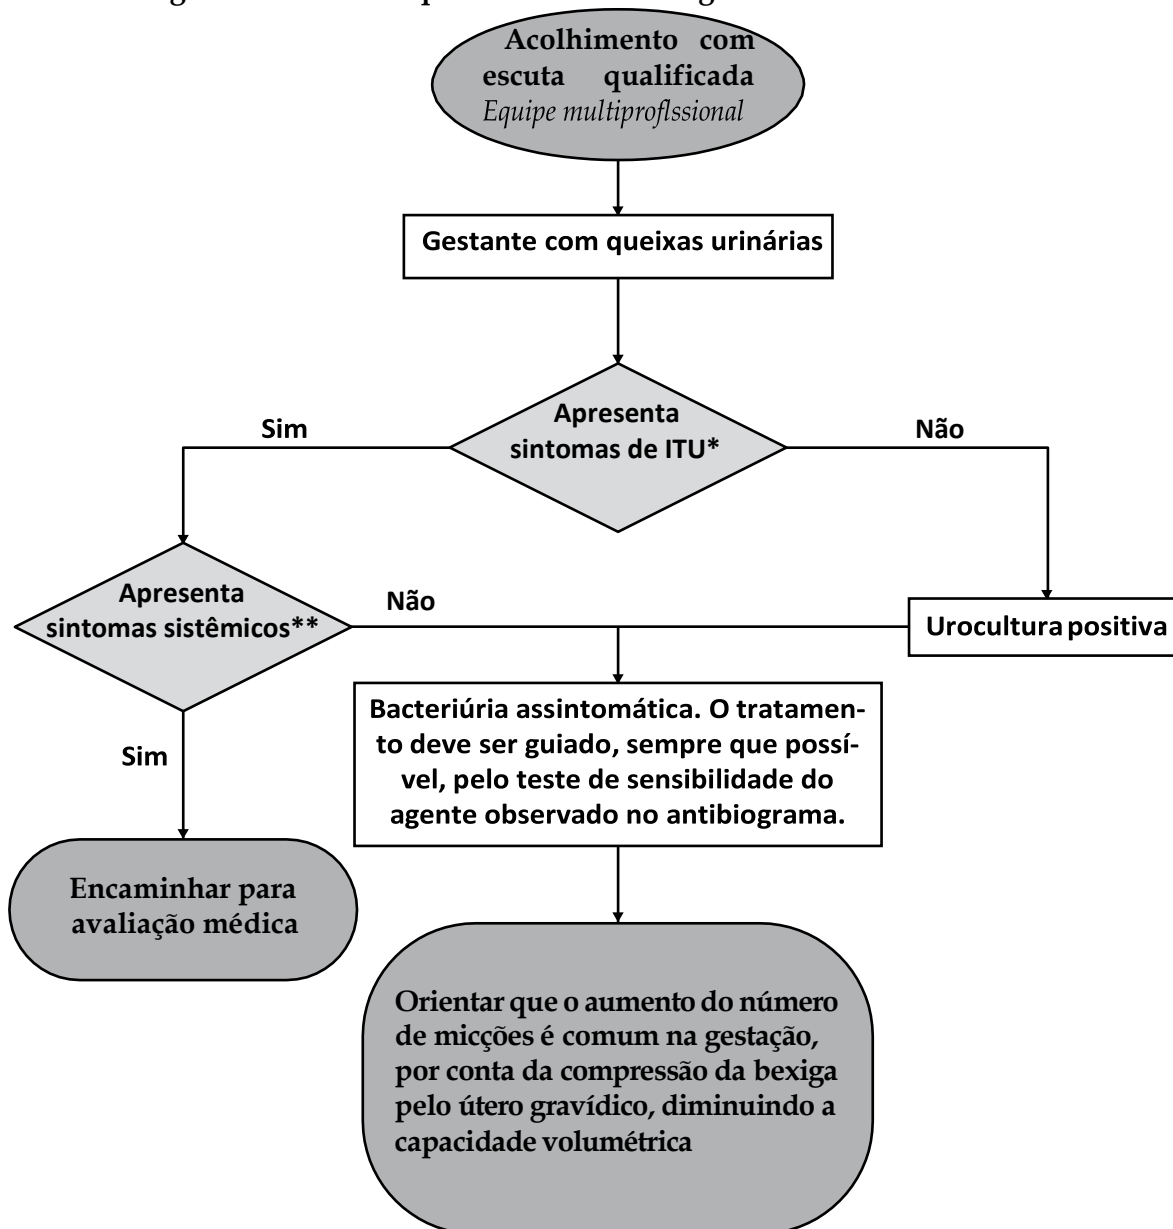 Acolhimento com
escuta qualificada
Equipe multiproflssional
Gestante com queixas urinárias
Apresenta
sintomas de ITU*
Sim
Não
Apresenta
sintomas sistêmicos**
Não
Urocultura positiva
Sim
Bacteriúria assintomática. O tratamen-
to deve ser guiado, sempre que possí-
vel, pelo teste de sensibilidade do
agente observado no antibiograma.
Encaminhar para
avaliação médica
Orientar que o aumento do número
de micções é comum na gestação,
por conta da compressão da bexiga
pelo útero gravídico, diminuindo a
capacidade volumétrica